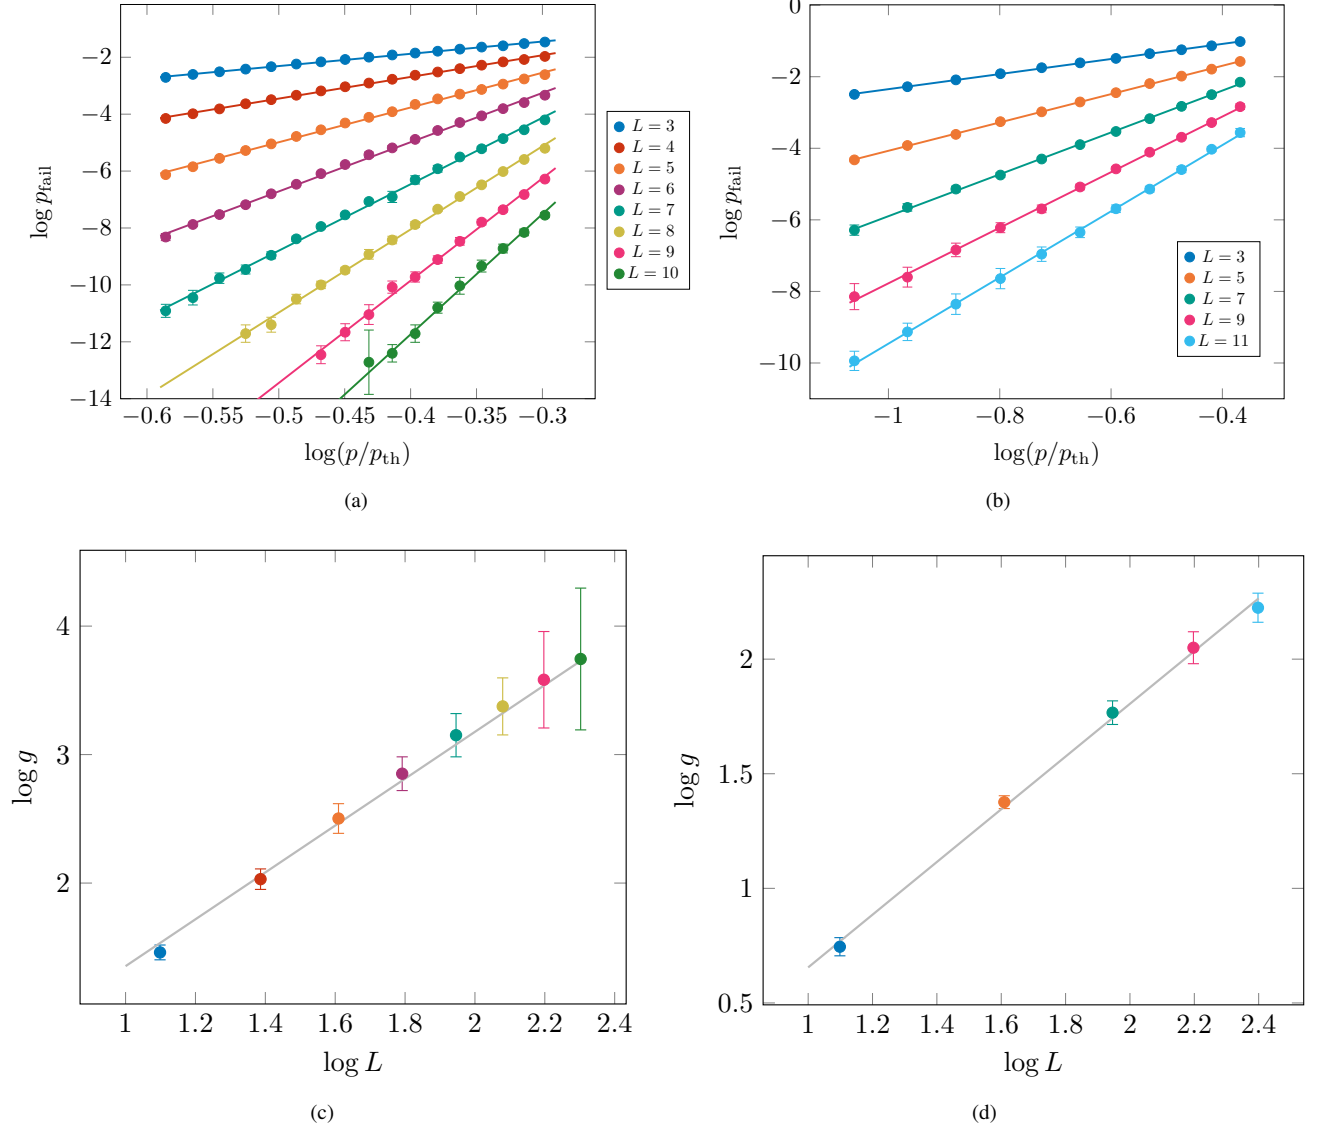 −2
−4
−6
−8
−10
−12
−14
log p_fail
−0.6 −0.55 −0.5 −0.45 −0.4 −0.35 −0.3
log(p/p_th)
L = 3
L = 4
L = 5
L = 6
L = 7
L = 8
L = 9
L = 10
(a)
0
−2
−4
−6
−8
−10
log p_fail
−1 −0.8 −0.6 −0.4
log(p/p_th)
L = 3
L = 5
L = 7
L = 9
L = 11
(b)
4
3
2
log g
1 1.2 1.4 1.6 1.8 2 2.2 2.4
log L
(c)
2
1.5
1
0.5
log g
1 1.2 1.4 1.6 1.8 2 2.2 2.4
log L
(d)